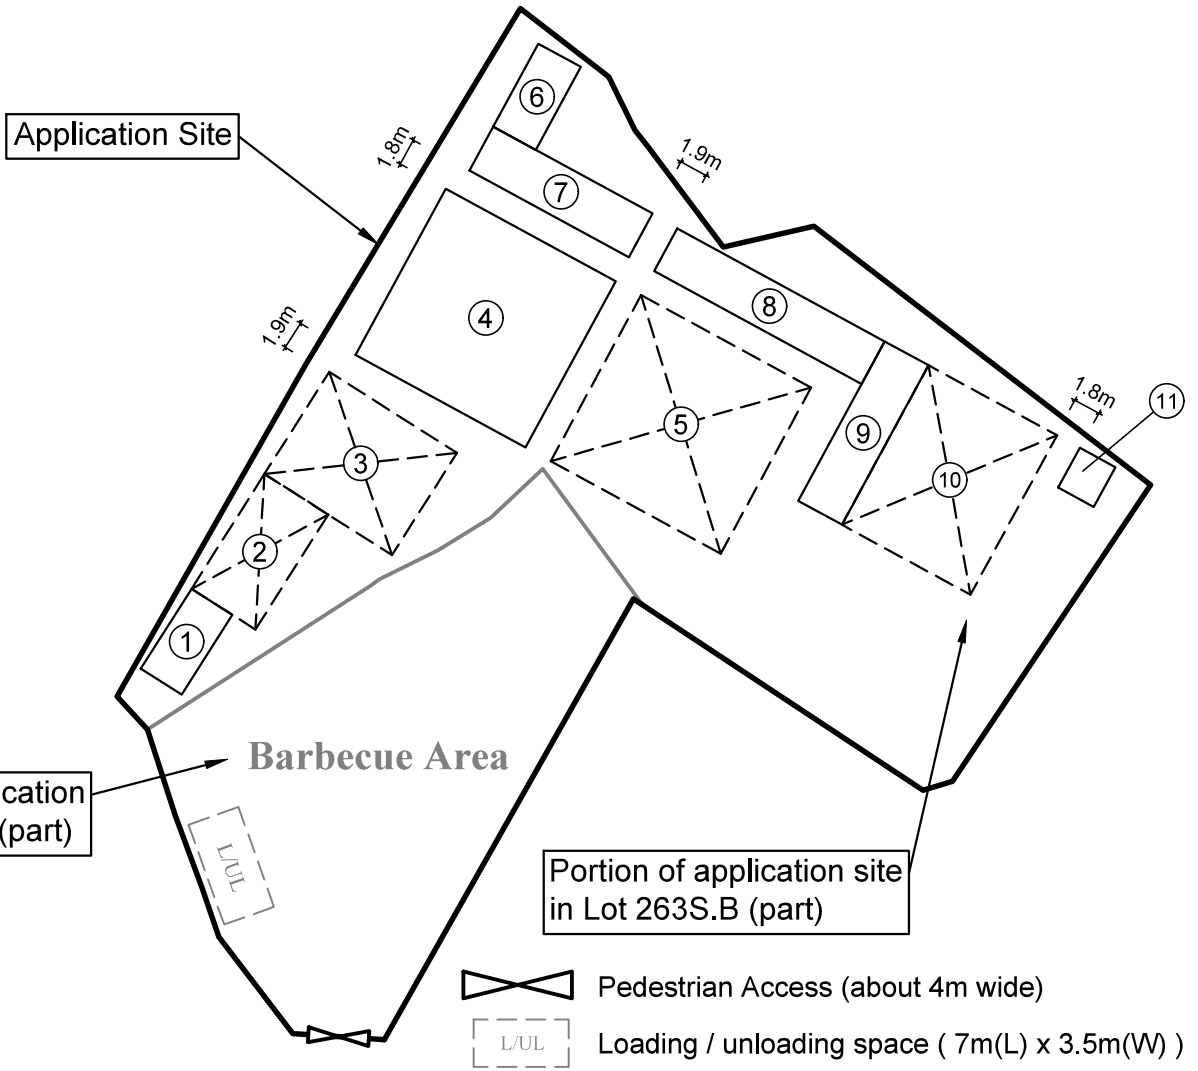 6
Application Site
1.8m
1.9m
7
8
4
1.9m
1.8m
11
5
9
3
10
2
1
Barbecue Area
cation
(part)
L/UL
Portion of application site
in Lot 263S.B (part)
Pedestrian Access (about 4m wide)
L/UL
Loading / unloading space ( 7m(L) x 3.5m(W) )